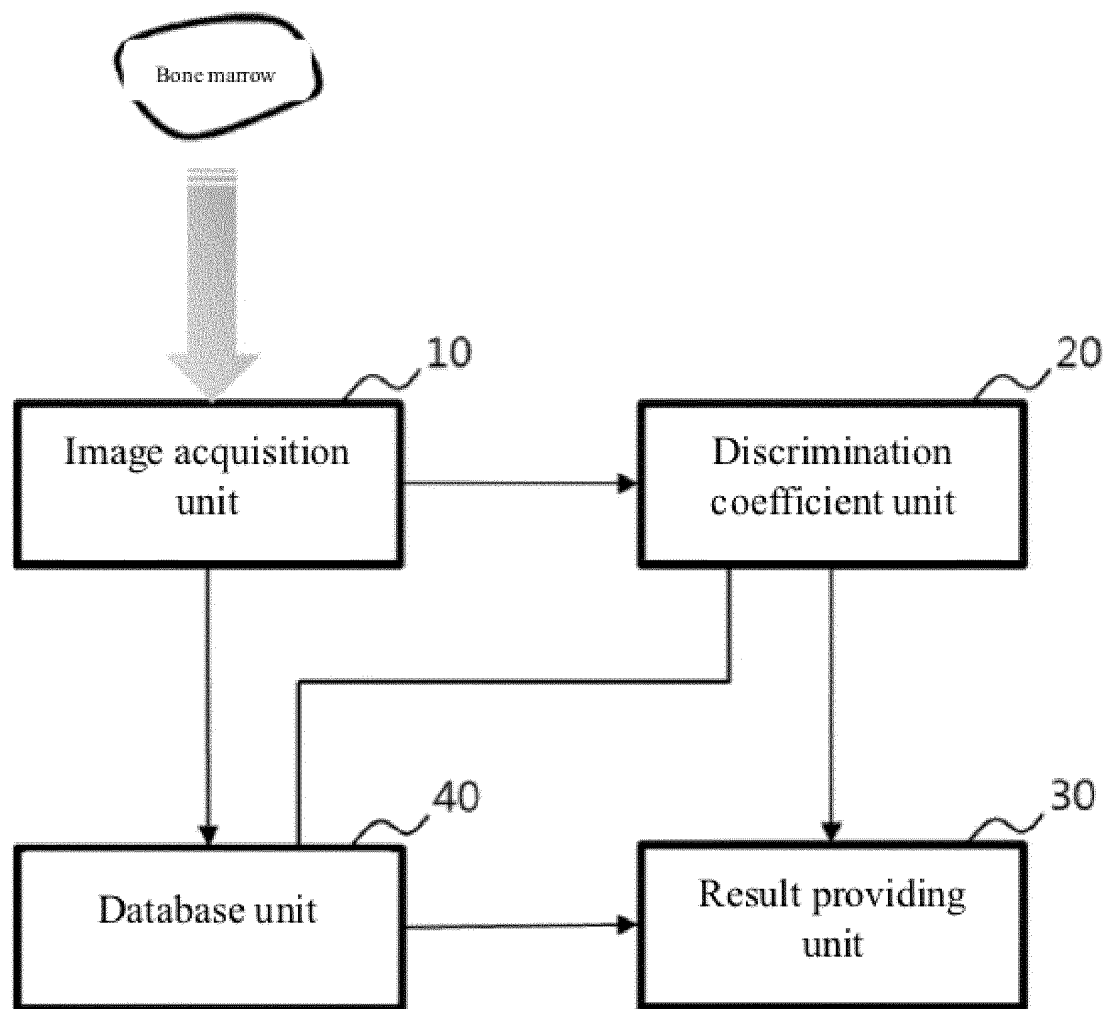 Bone marrow
10
20
Image acquisition
unit
Discrimination
coefficient unit
40
30
Database unit
Result providing
unit